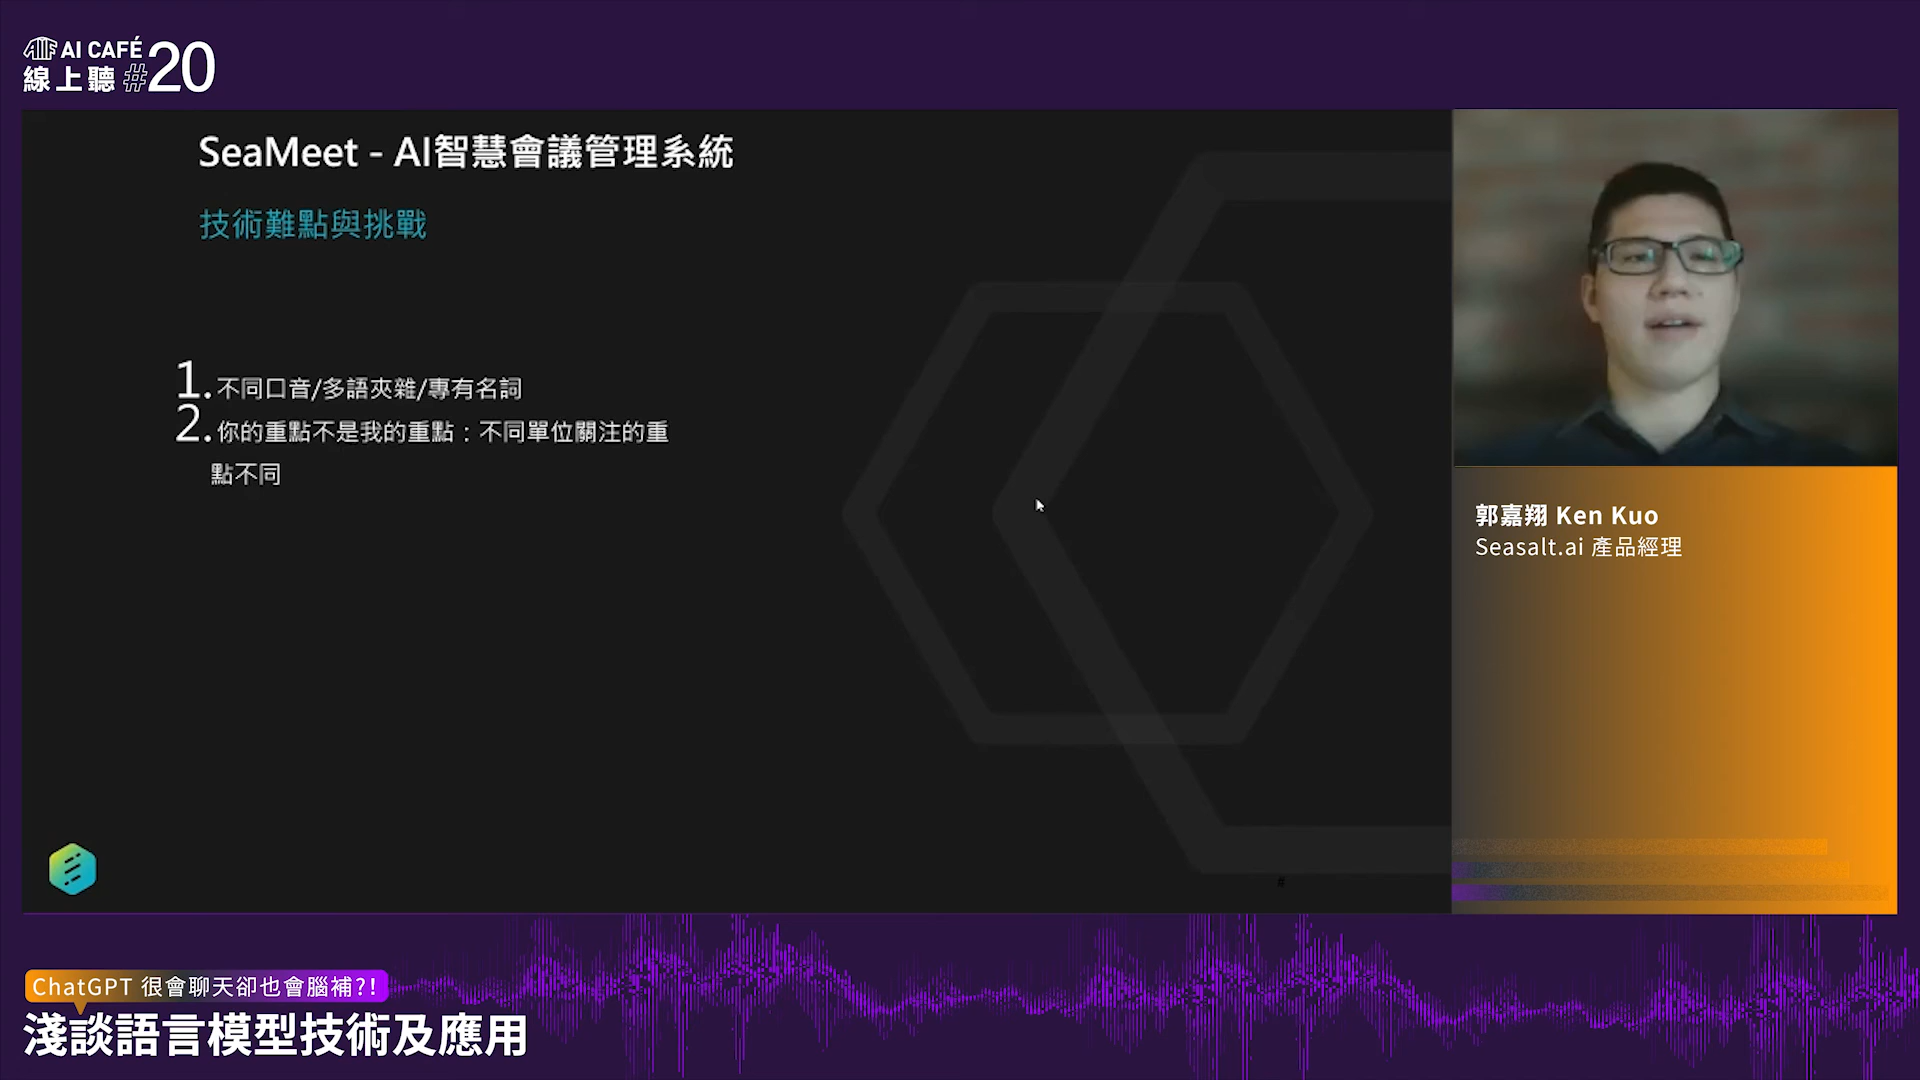 AIF AI CAFÉ
線上聽 #20
SeaMeet - AI智慧會議管理系統
技術難點與挑戰
1. 不同口音/多語夾雜/專有名詞
2. 你的重點不是我的重點：不同單位關注的重
點不同
#
郭嘉翔 Ken Kuo
Seasalt.ai 產品經理
ChatGPT 很會聊天卻也會腦補?!
淺談語言模型技術及應用